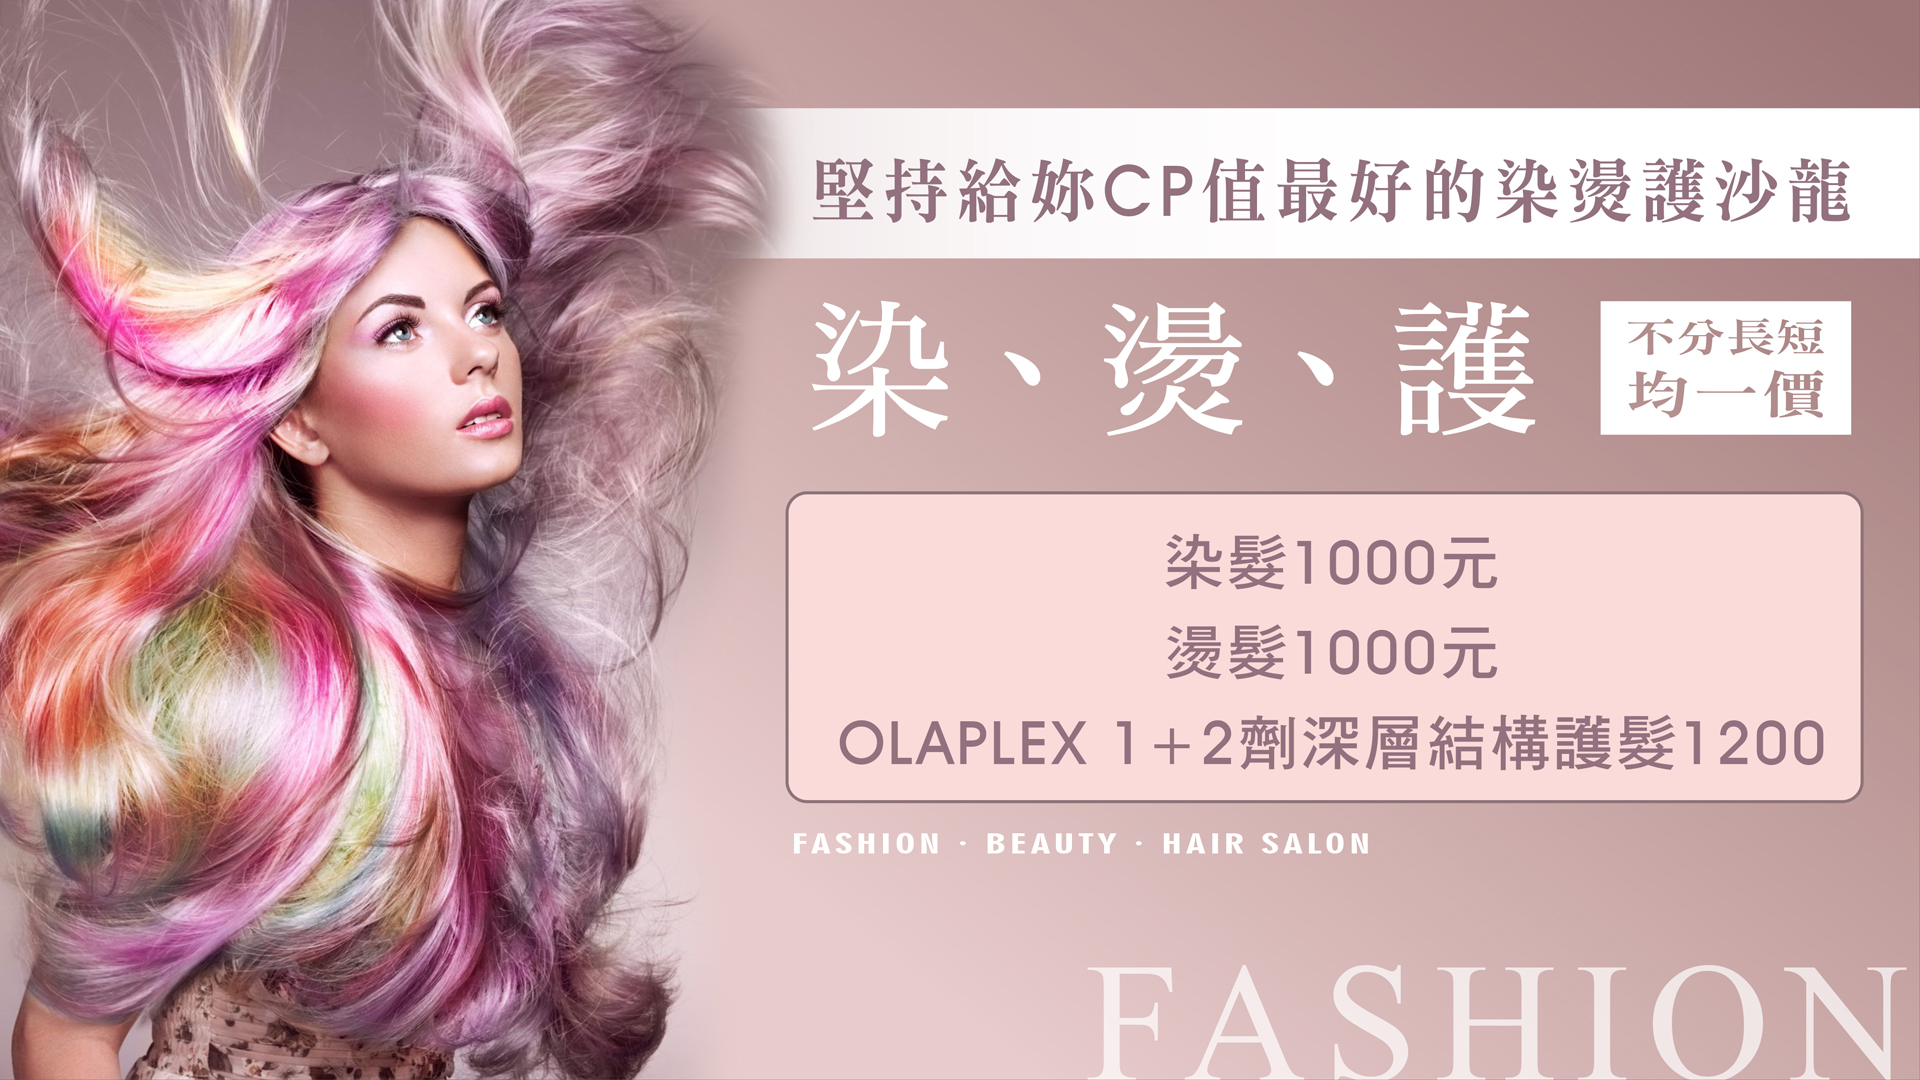 堅持給妳CP值最好的染燙護沙龍
染、燙、護
不分長短
均一價
染髮1000元
燙髮1000元
OLAPLEX 1+2劑深層結構護髮1200
FASHION · BEAUTY · HAIR SALON
FASHION